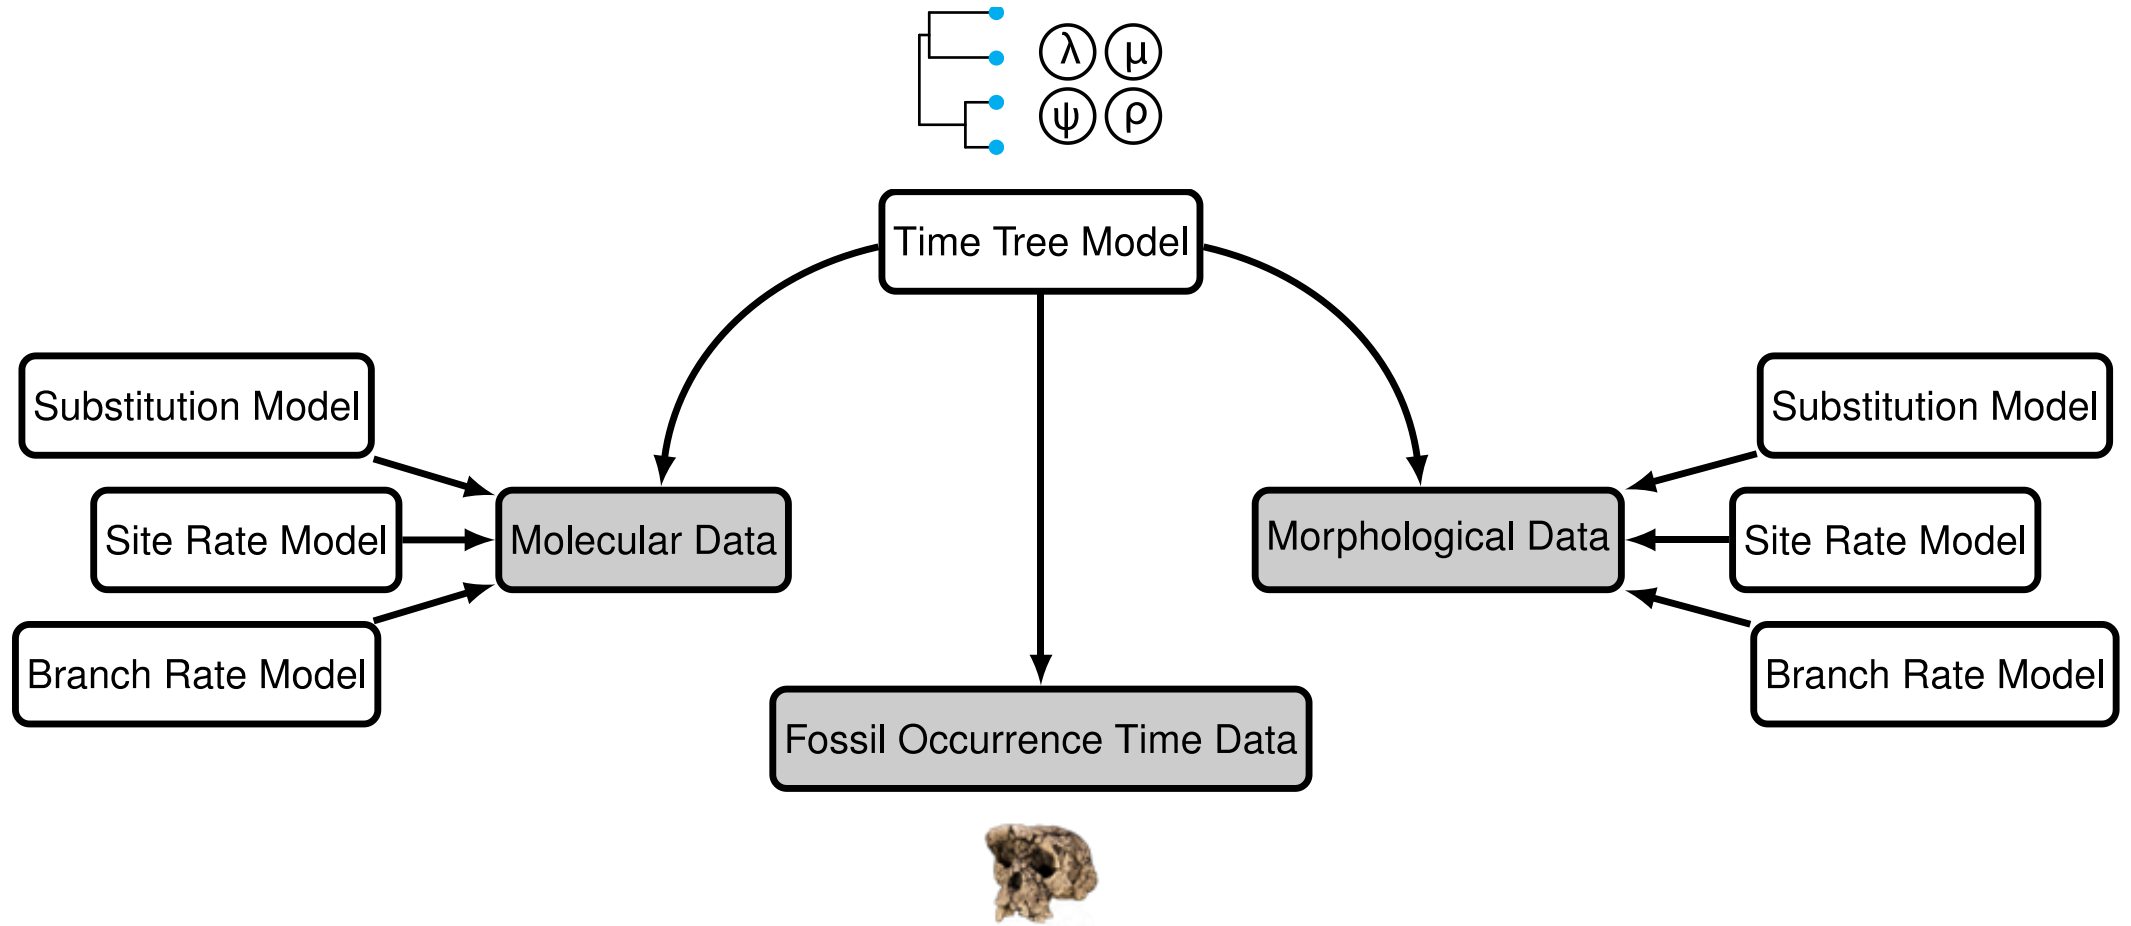 λ μ
ψ ρ
Time Tree Model
Substitution Model
Substitution Model
Site Rate Model
Molecular Data
Morphological Data
Site Rate Model
Branch Rate Model
Branch Rate Model
Fossil Occurrence Time Data